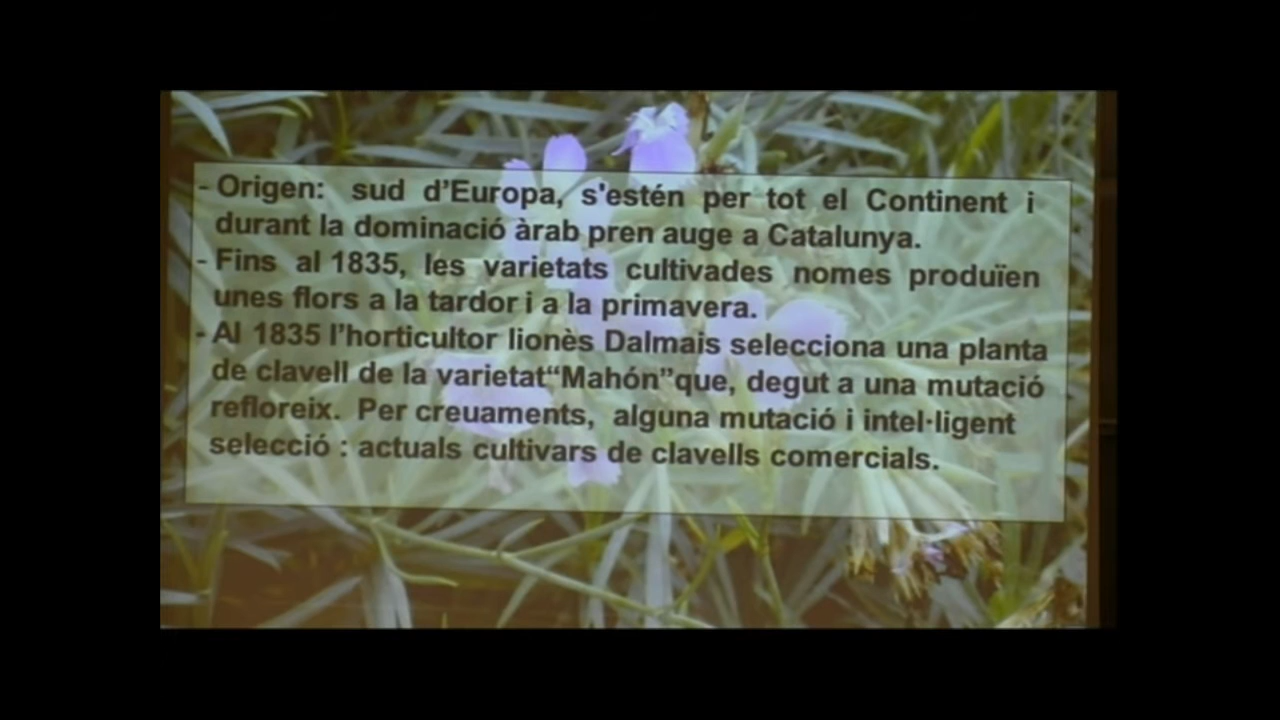 - Origen: sud d’Europa, s'estén per tot el Continent i
durant la dominació àrab pren auge a Catalunya.
- Fins al 1835, les varietats cultivades nomes produïen
unes flors a la tardor i a la primavera.
- Al 1835 l’horticultor lionès Dalmais selecciona una planta
de clavell de la varietat“Mahón”que, degut a una mutació
refloreix. Per creuaments, alguna mutació i intel·ligent
selecció : actuals cultivars de clavells comercials.